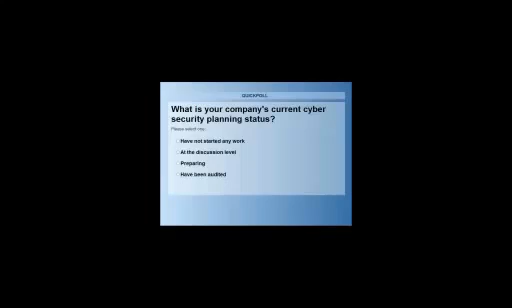 QUICKPOLL
What is your company's current cyber
security planning status?
Please select one:
Have not started any work
At the discussion level
Preparing
Have been audited